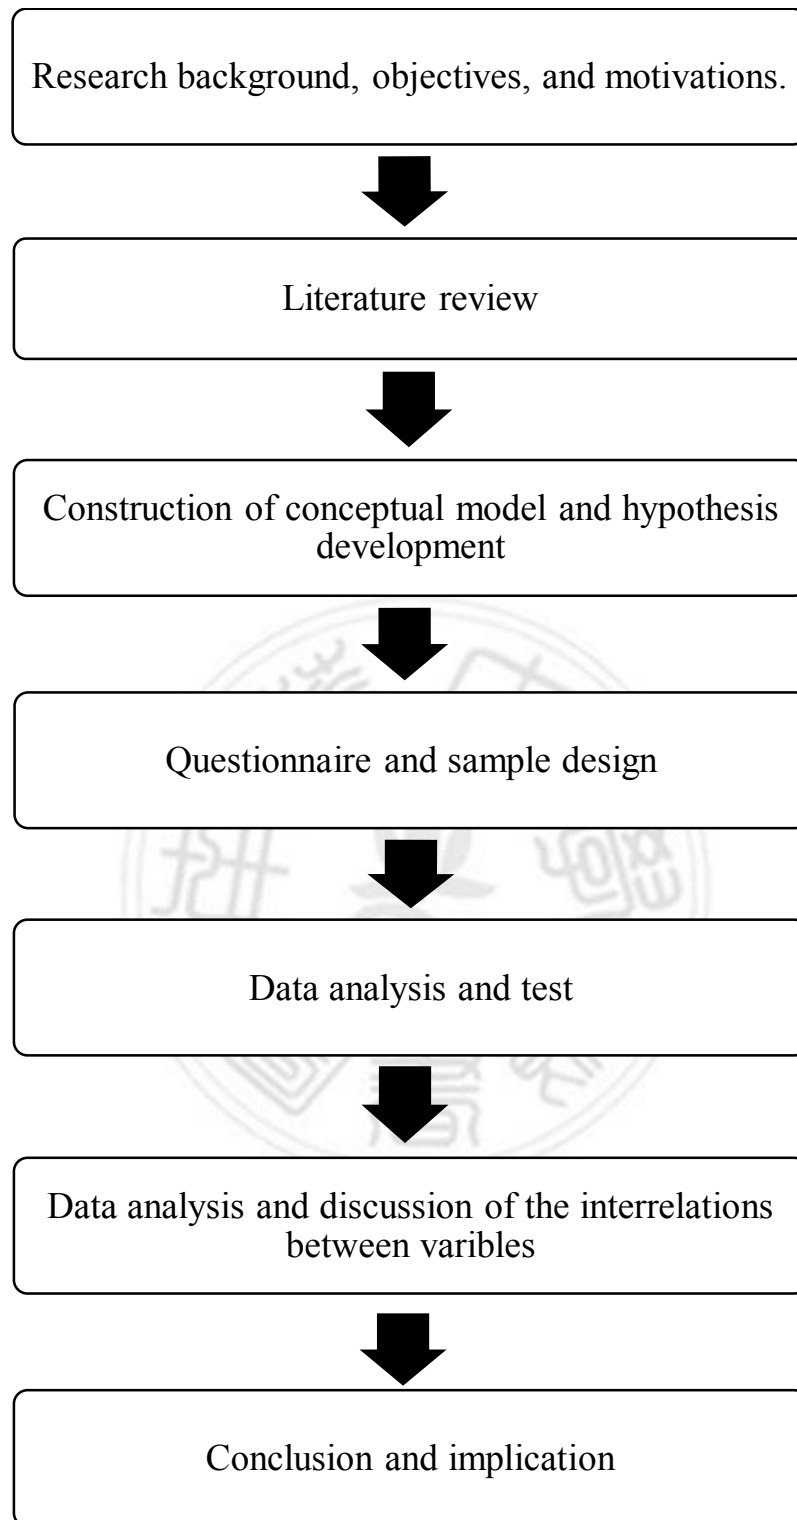 Research background, objectives, and motivations.
Literature review
Construction of conceptual model and hypothesis
development
Questionnaire and sample design
Data analysis and test
Data analysis and discussion of the interrelations
between varibles
Conclusion and implication